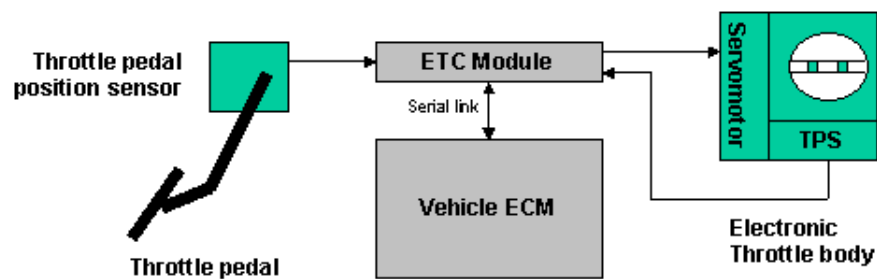 Throttle pedal
position sensor
ETC Module
Serial link
Vehicle ECM
Servomotor
TPS
Electronic
Throttle body
Throttle pedal